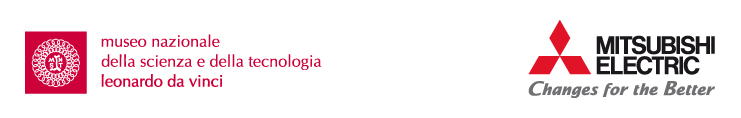 museo nazionale
della scienza e della tecnologia
leonardo da vinci
MITSUBISHI
ELECTRIC
Changes for the Better